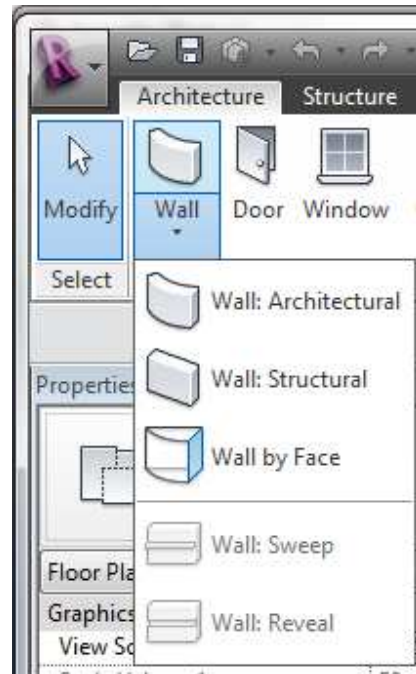 Architecture Structure
Modify Wall Door Window
Select
Wall: Architectural
Wall: Structural
Wall by Face
Wall: Sweep
Wall: Reveal
Properties
Floor Pla
Graphics
View Sc